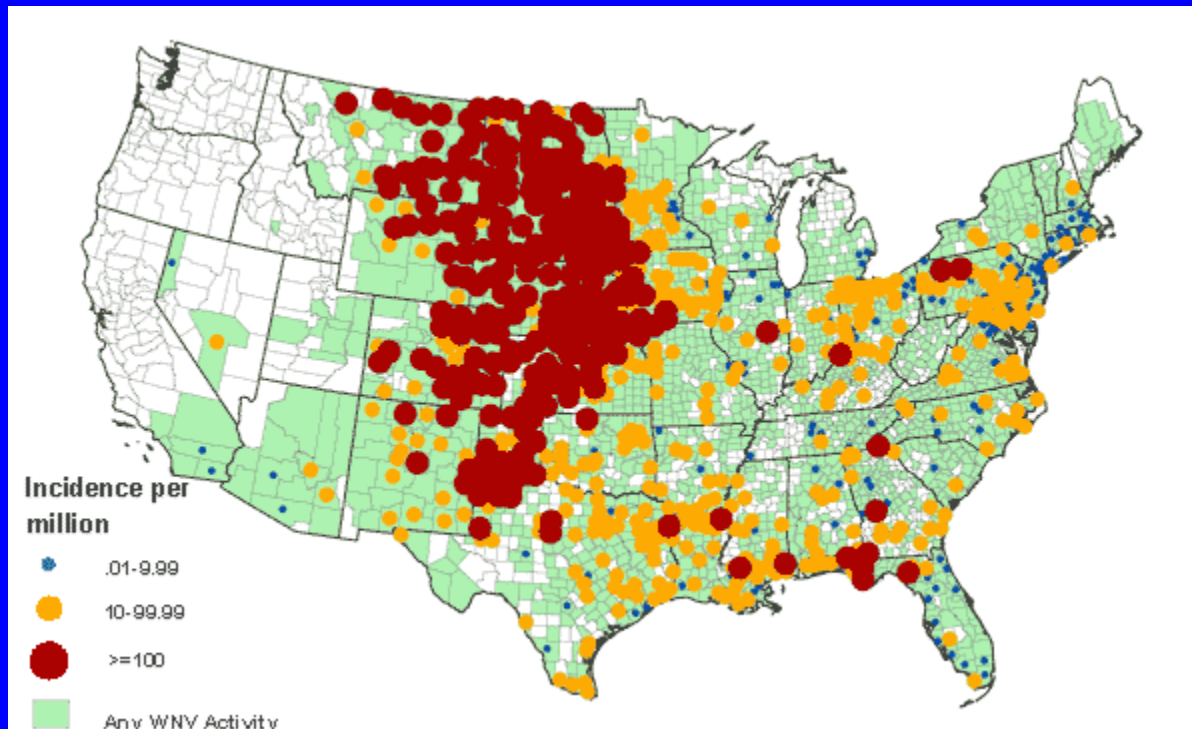 Incidence per
million
.01-9.99
10-99.99
>=100
Any WNV Activity